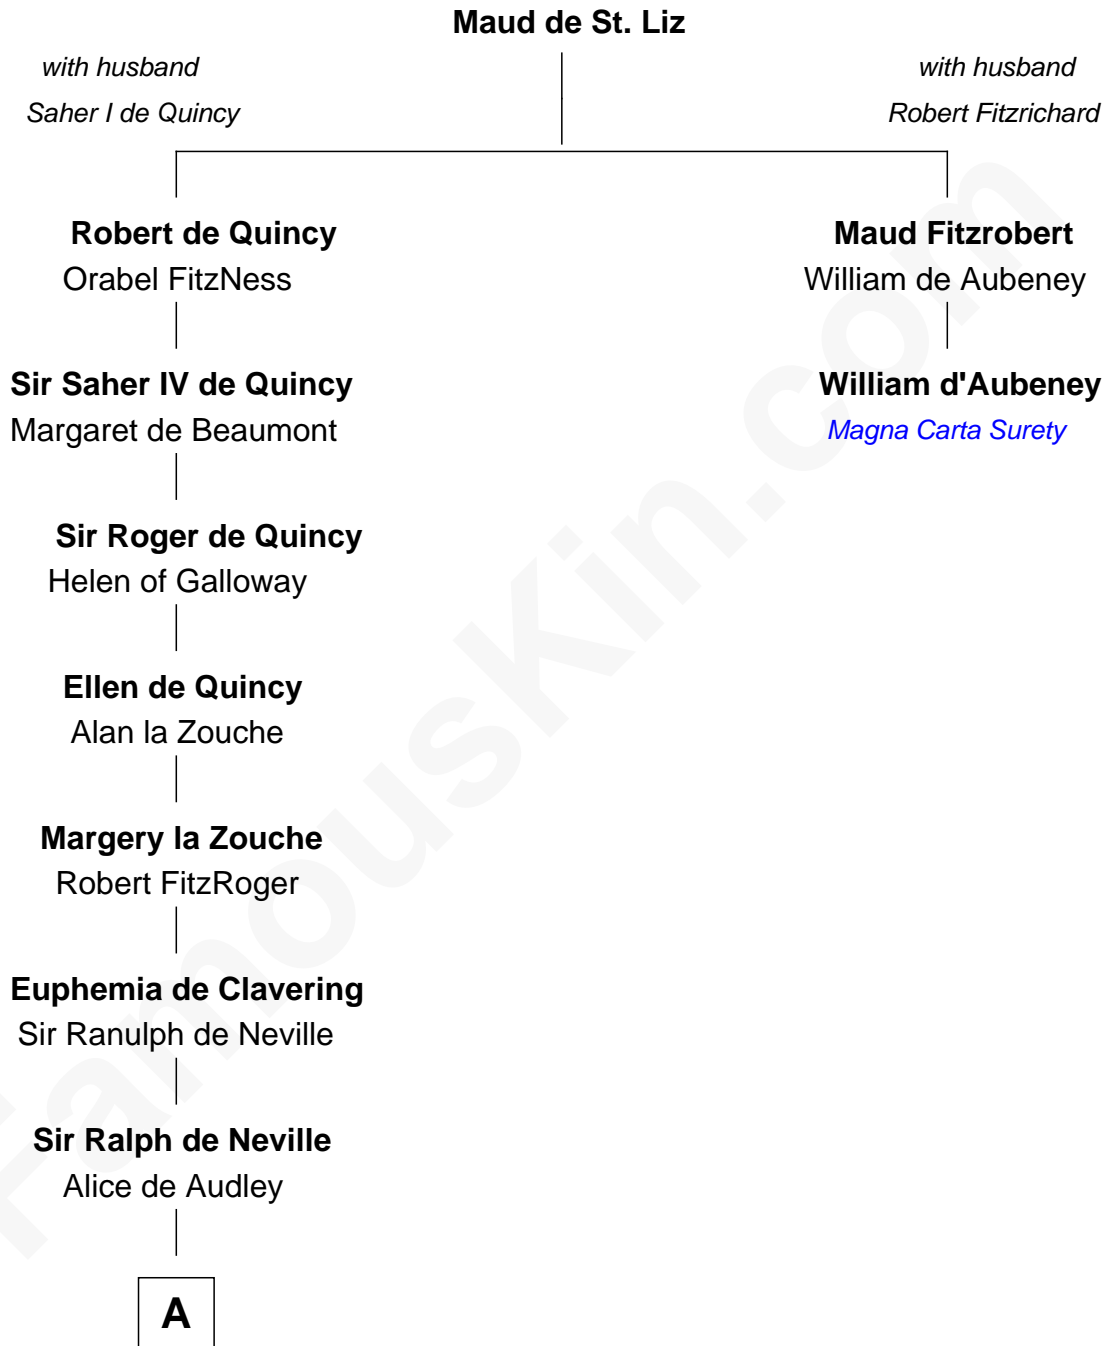 Maud de St. Liz
with husband
Saher I de Quincy
with husband
Robert Fitzrichard
Robert de Quincy
Orabel FitzNess
Maud Fitzrobert
William de Aubeney
Sir Saher IV de Quincy
Margaret de Beaumont
William d'Aubeney
Magna Carta Surety
Sir Roger de Quincy
Helen of Galloway
Ellen de Quincy
Alan la Zouche
Margery la Zouche
Robert FitzRoger
Euphemia de Clavering
Sir Ranulph de Neville
Sir Ralph de Neville
Alice de Audley
A
FamousKin.com